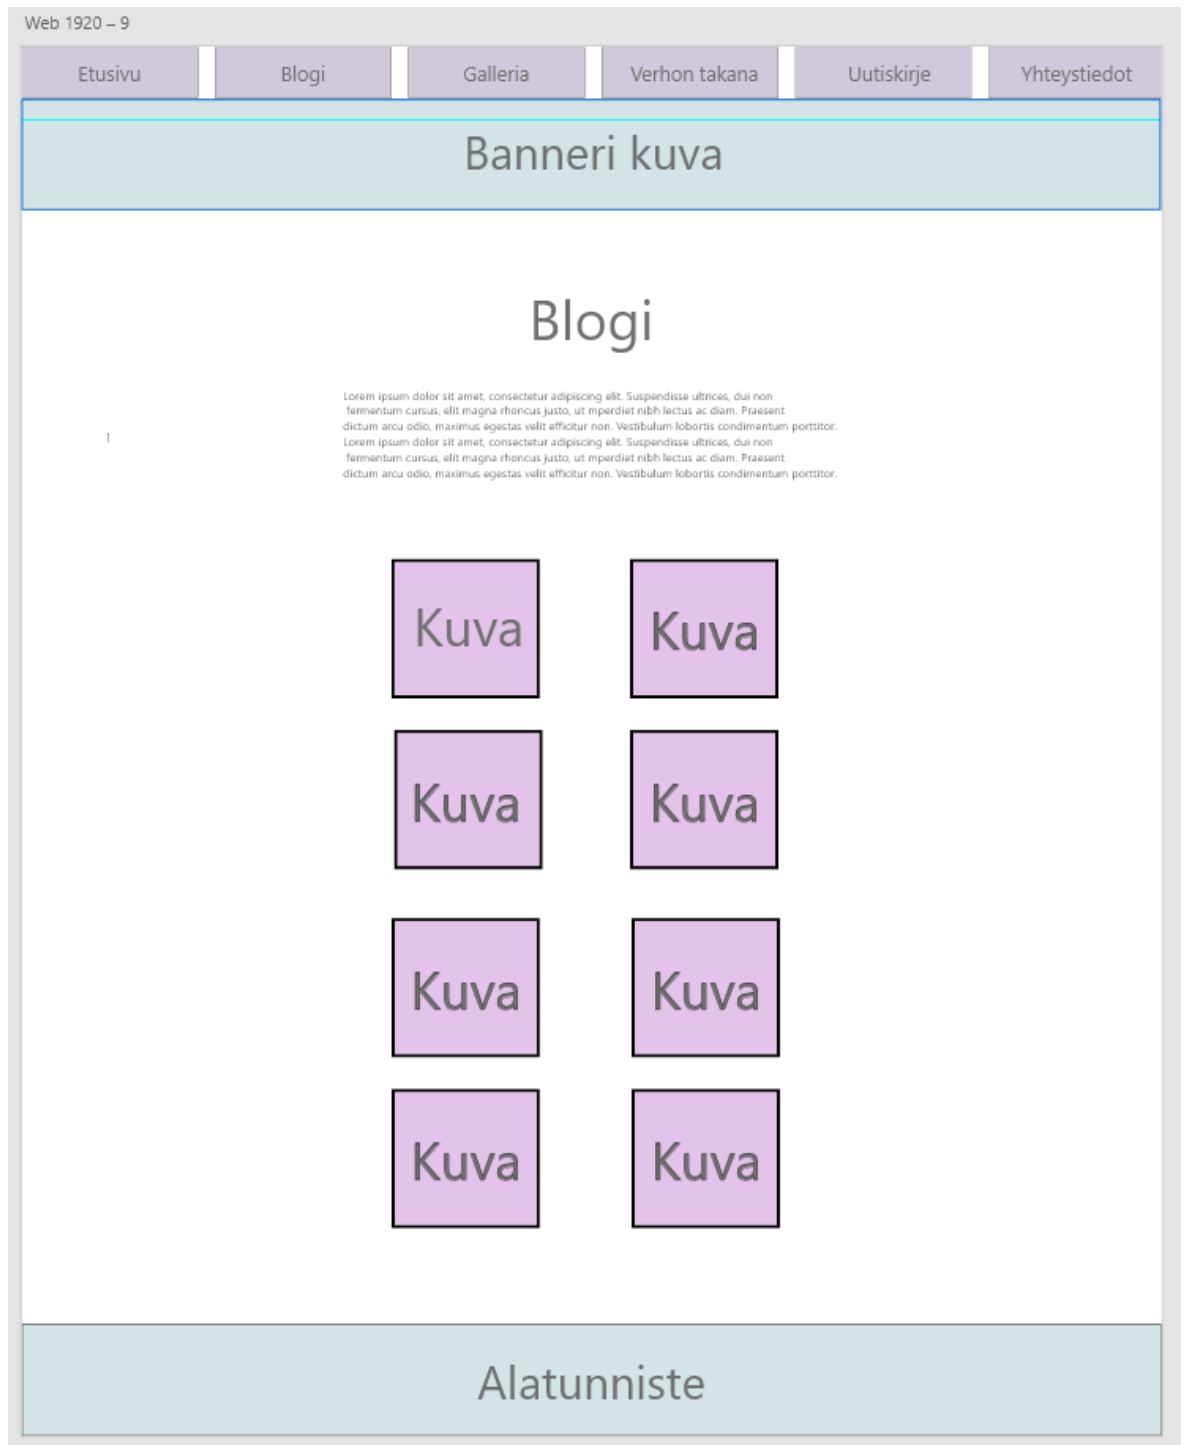 Web 1920 – 9
Etusivu Blogi Galleria Verhon takana Uutiskirje Yhteystiedot
Banneri kuva
Blogi
Lorem ipsum dolor sit amet, consectetur adipiscing elit. Suspendisse ultrices, dui non
fermentum cursus, elit magna rhoncus justo, ut mperdiet nibh lectus ac diam. Praesent
dictum arcu odio, maximus egestas velit efficitur non. Vestibulum lobortis condimentum porttitor.
Lorem ipsum dolor sit amet, consectetur adipiscing elit. Suspendisse ultrices, dui non
fermentum cursus, elit magna rhoncus justo, ut mperdiet nibh lectus ac diam. Praesent
dictum arcu odio, maximus egestas velit efficitur non. Vestibulum lobortis condimentum porttitor.
Kuva Kuva
Kuva Kuva
Kuva Kuva
Kuva Kuva
Alatunniste